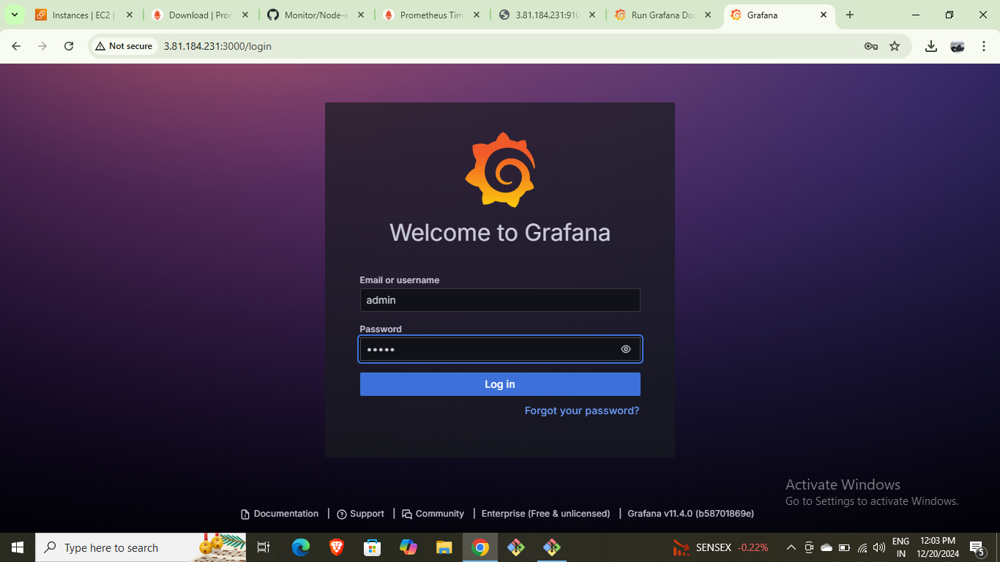 Instances | EC2 |
Download | Pron
Monitor/Node-e
Prometheus Tim
3.81.184.231:910
Run Grafana Doc
Grafana
Not secure
3.81.184.231:3000/login
Welcome to Grafana
Email or username
admin
Password
•••••
Log in
Forgot your password?
Activate Windows
Go to Settings to activate Windows.
Documentation | Support | Community | Enterprise (Free & unlicensed) | Grafana v11.4.0 (b58701869e)
Type here to search
SENSEX -0.22%
ENG
IN
12:03 PM
12/20/2024
5